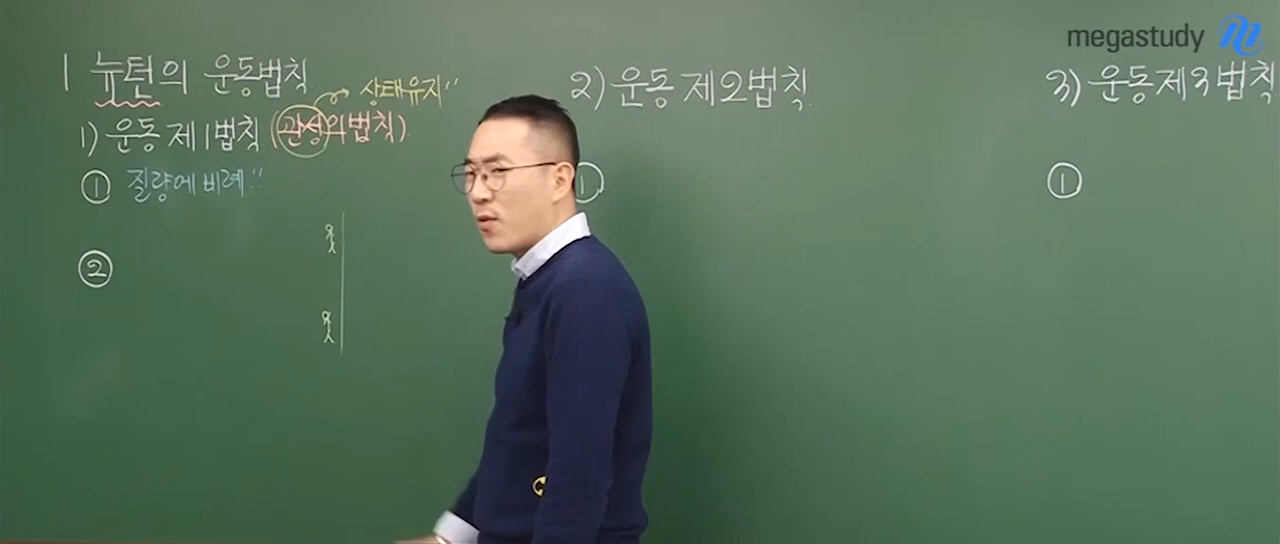 megastudy
1 뉴턴의 운동법칙
상태유지!!
1) 운동 제1법칙 (관성의 법칙).
① 질량에 비례!!
②
2) 운동 제2법칙
①
3) 운동 제3법칙
①